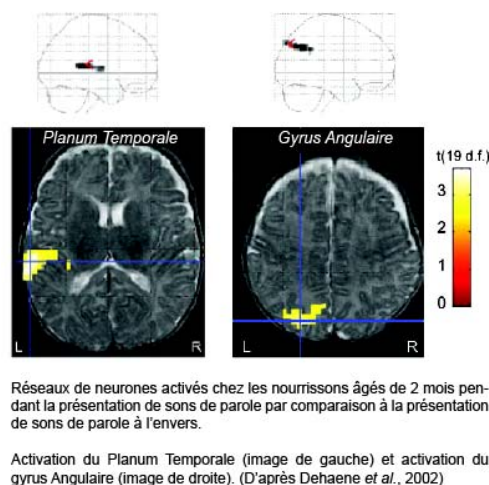 Planum Temporale
Gyrus Angulaire
t(19 d.f.)
3
2
1
0
L
R
L
R
Réseaux de neurones activés chez les nourrissons âgés de 2 mois pen-
dant la présentation de sons de parole par comparaison à la présentation
de sons de parole à l'envers.
Activation du Planum Temporale (image de gauche) et activation du
gyrus Angulaire (image de droite). (D'après Dehaene et al., 2002)